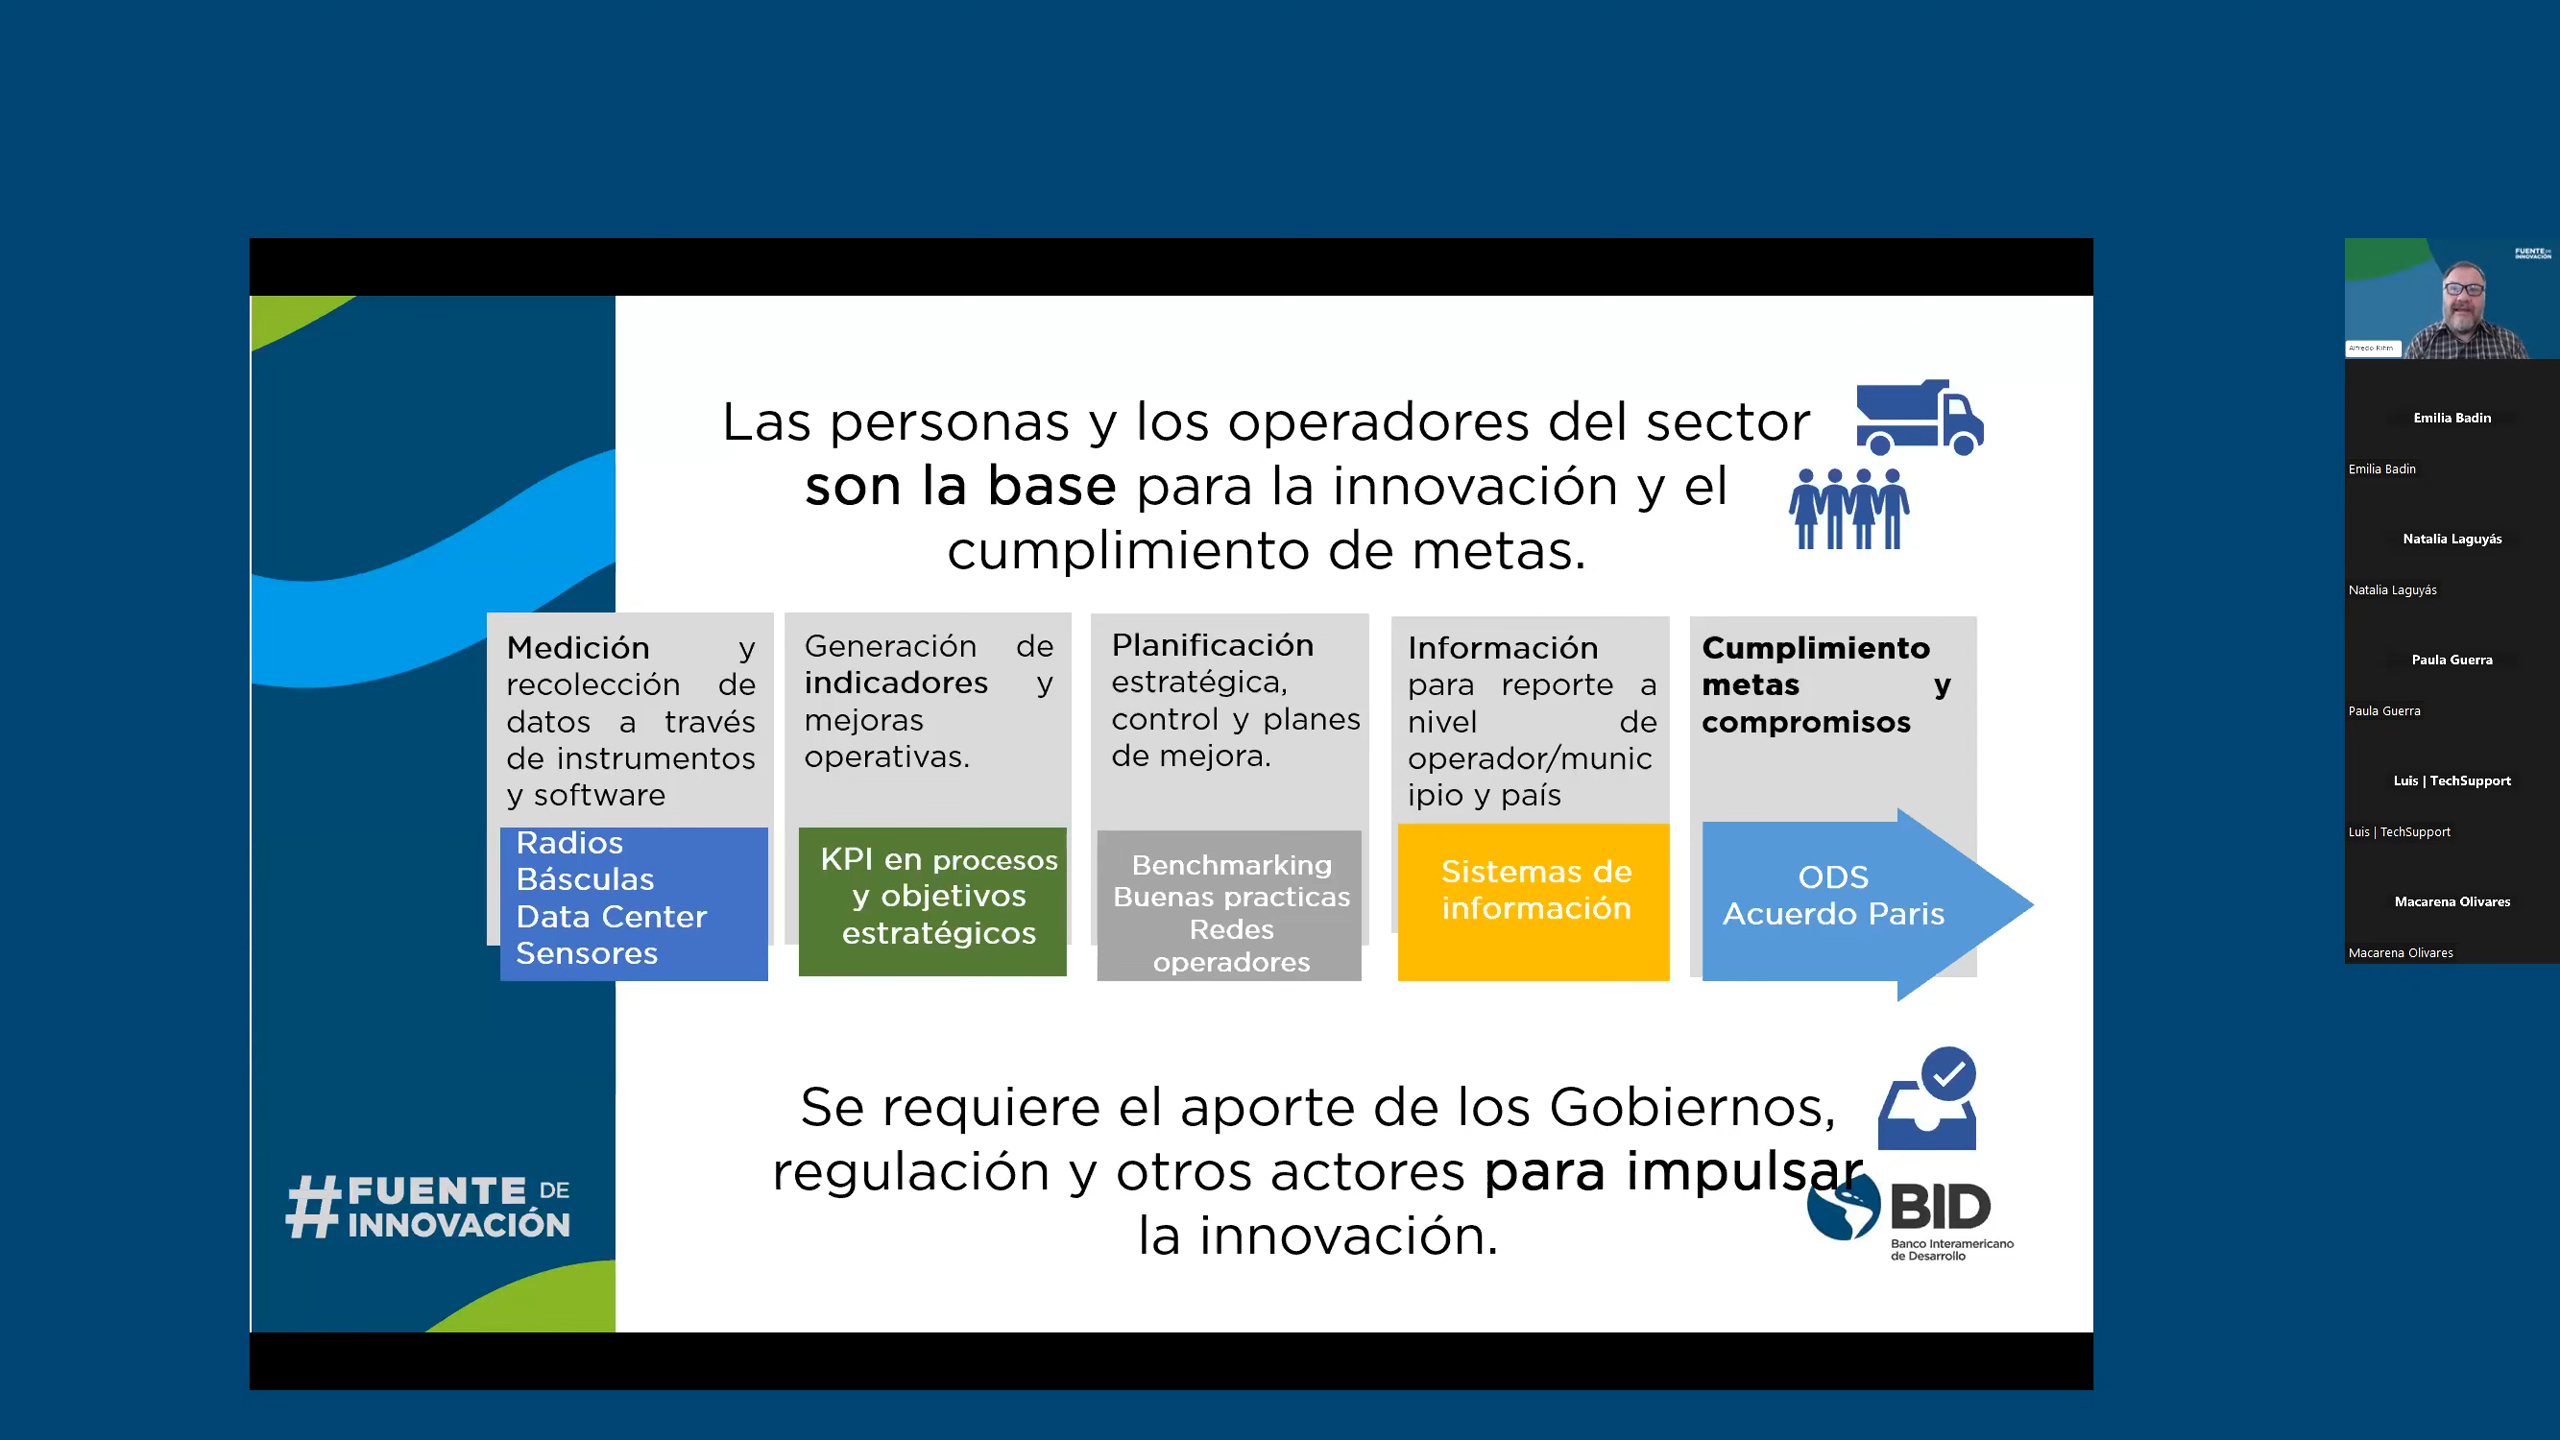 Las personas y los operadores del sector
son la base para la innovación y el
cumplimiento de metas.
Medición y
recolección de
datos a través
de instrumentos
y software
Radios
Básculas
Data Center
Sensores
Generación de
indicadores y
mejoras
operativas.
KPI en procesos
y objetivos
estratégicos
Planificación
estratégica,
control y planes
de mejora.
Benchmarking
Buenas practicas
Redes
operadores
Información
para reporte a
nivel de
operador/munic
ipio y país
Sistemas de
información
Cumplimiento
metas y
compromisos
ODS
Acuerdo Paris
Se requiere el aporte de los Gobiernos,
regulación y otros actores para impulsar
la innovación.
#FUENTE DE
INNOVACIÓN
BID
Banco Interamericano
de Desarrollo
FUENTE DE
INNOVACIÓN
Alfredo Rihm
Emilia Badin
Emilia Badin
Natalia Laguyás
Natalia Laguyás
Paula Guerra
Paula Guerra
Luis | TechSupport
Luis | TechSupport
Macarena Olivares
Macarena Olivares